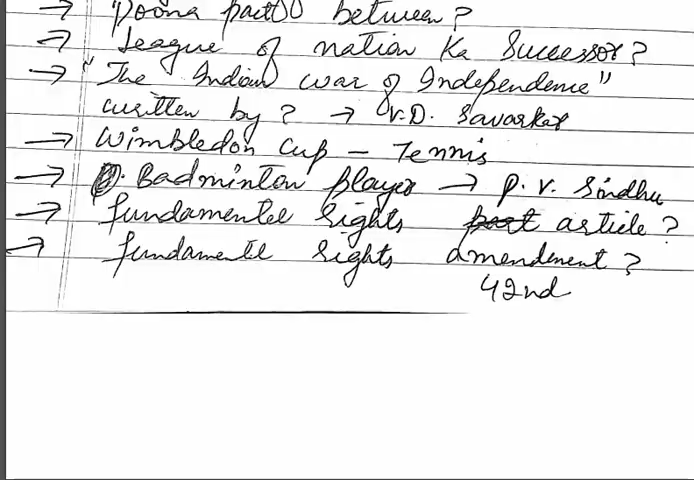 → Poona pact between?
→ League of nation Ka Successor?
→ "The Indian war of Independence"
written by? → V.D. Savarkar
→ Wimbledon Cup - Tennis
→ Badminton player → P. V. Sindhu
→ fundamentel rights article?
→ fundamentl rights amendment?
42nd